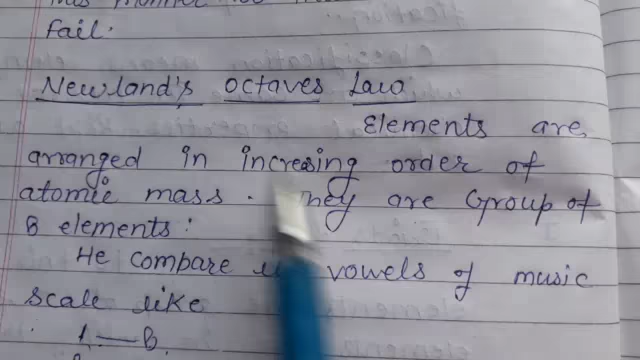 fail.
Newland's octaves Law
Elements are
arranged in incresing order of
atomic mass. They are Group of
8 elements:
He compare vowels of music
scale like
1 — 8